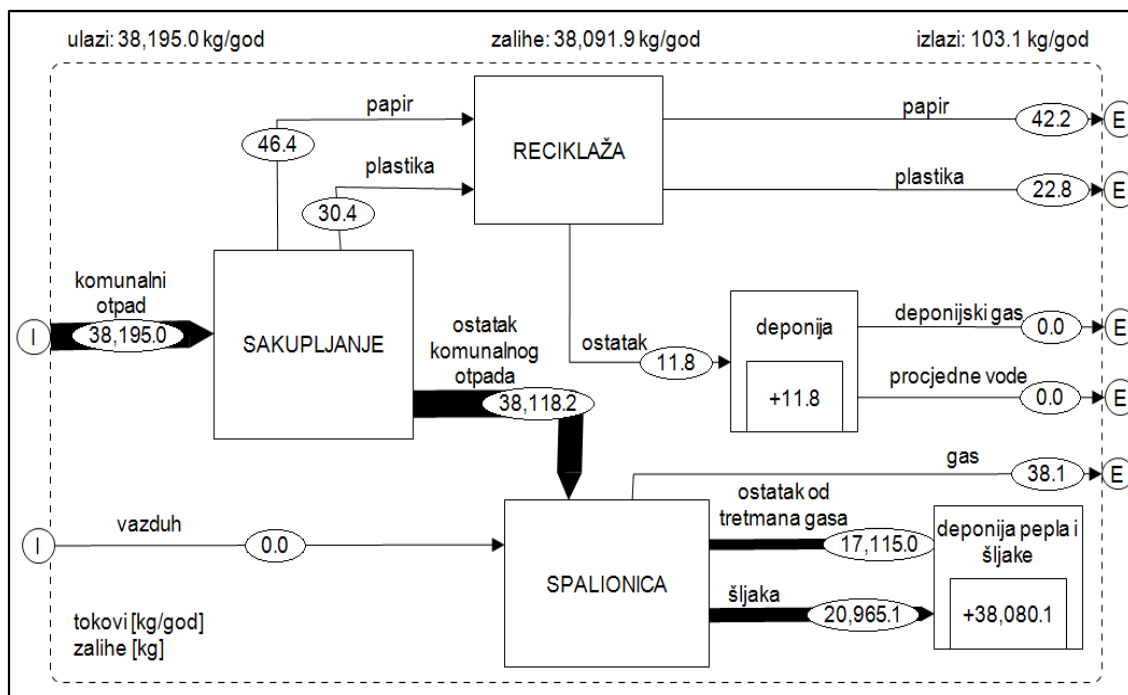 ulazi: 38,195.0 kg/god
zalihe: 38,091.9 kg/god
izlazi: 103.1 kg/god
papir
46.4
plastika
30.4
RECIKLAŽA
papir
42.2
E
plastika
22.8
E
I
komunalni
otpad
38,195.0
SAKUPLJANJE
ostatak
komunalnog
otpada
38,118.2
ostatak
11.8
deponija
+11.8
deponijski gas
0.0
E
procjedne vode
0.0
E
gas
38.1
E
I
vazduh
0.0
SPALIONICA
ostatak od
tretmana gasa
17,115.0
šljaka
20,965.1
deponija pepla i
šljake
+38,080.1
tokovi [kg/god]
zalihe [kg]